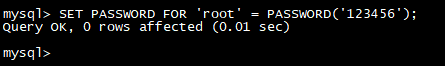 mysql> SET PASSWORD FOR 'root' = PASSWORD('123456');
Query OK, 0 rows affected (0.01 sec)
mysql>